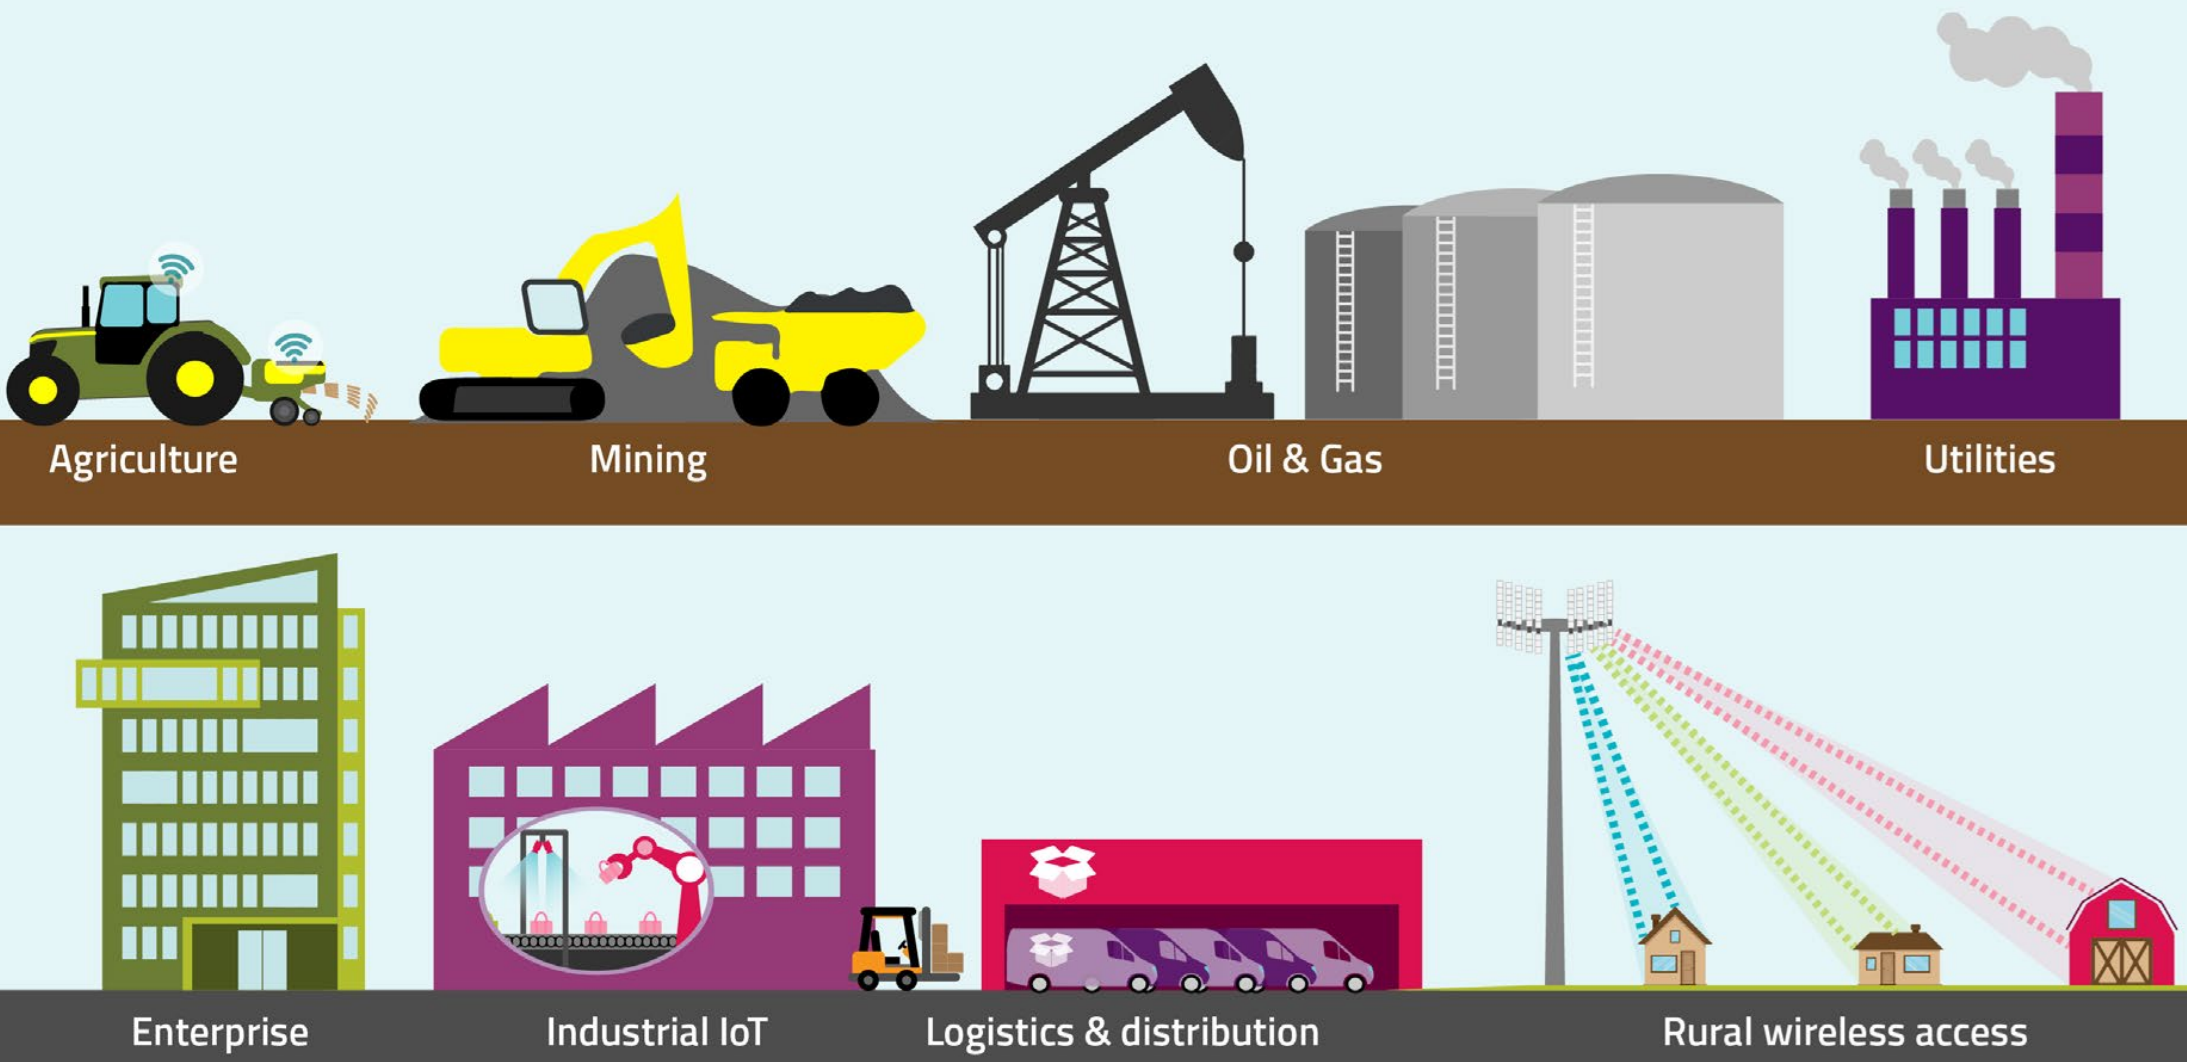 Agriculture
Mining
Oil & Gas
Utilities
Enterprise
Industrial IoT
Logistics & distribution
Rural wireless access